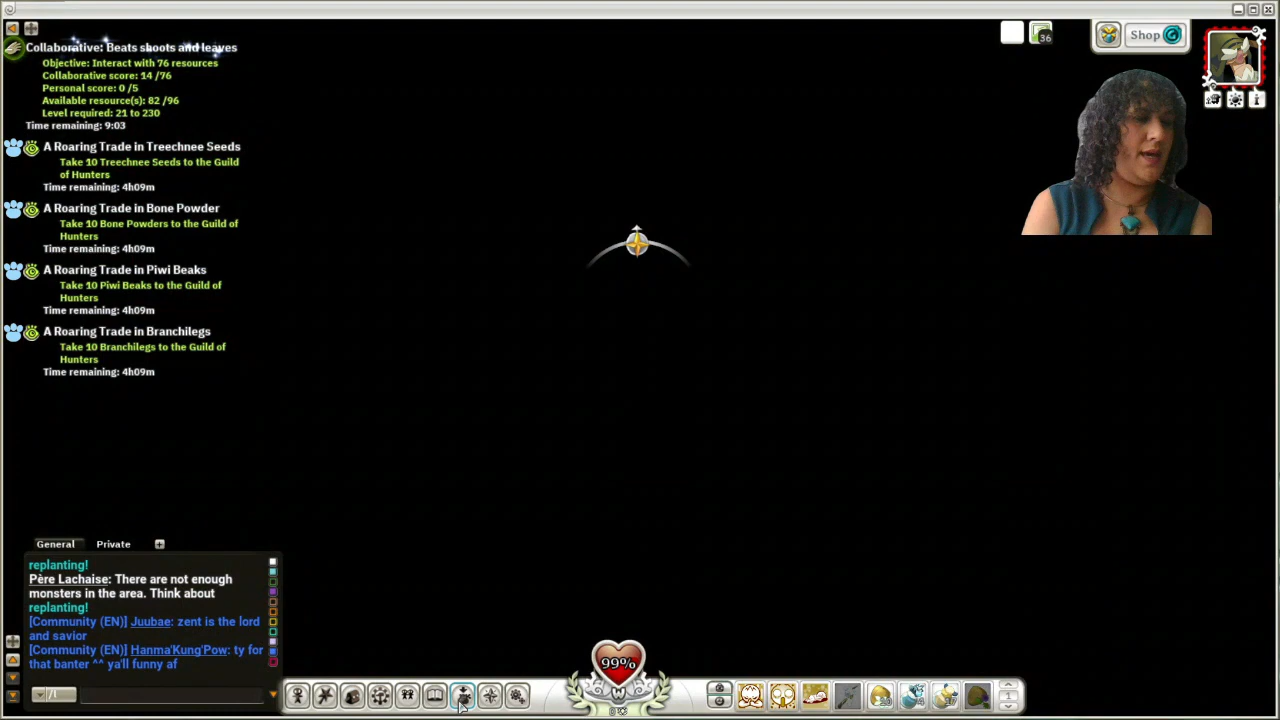 Collaborative: Beats shoots and leaves
Objective: Interact with 76 resources
Collaborative score: 14 /76
Personal score: 0 /5
Available resource(s): 82 /96
Level required: 21 to 230
Time remaining: 9:03
A Roaring Trade in Treechnee Seeds
Take 10 Treechnee Seeds to the Guild
of Hunters
Time remaining: 4h09m
A Roaring Trade in Bone Powder
Take 10 Bone Powders to the Guild of
Hunters
Time remaining: 4h09m
A Roaring Trade in Piwi Beaks
Take 10 Piwi Beaks to the Guild of
Hunters
Time remaining: 4h09m
A Roaring Trade in Branchilegs
Take 10 Branchilegs to the Guild of
Hunters
Time remaining: 4h09m
36
Shop
General Private
replanting!
Père Lachaise: There are not enough
monsters in the area. Think about
replanting!
[Community (EN)] Juubae: zent is the lord
and savior
[Community (EN)] Hanma'Kung'Pow: ty for
that banter ^^ ya'll funny af
/l
99%
W
1